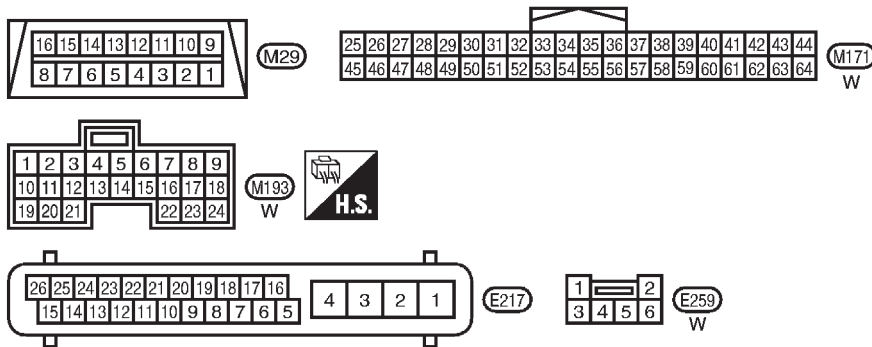 16 15 14 13 12 11 10 9
8 7 6 5 4 3 2 1
M29
25 26 27 28 29 30 31 32 33 34 35 36 37 38 39 40 41 42 43 44
45 46 47 48 49 50 51 52 53 54 55 56 57 58 59 60 61 62 63 64
M171
W
1 2 3 4 5 6 7 8 9
10 11 12 13 14 15 16 17 18
19 20 21 22 23 24
M193
W
H.S.
26 25 24 23 22 21 20 19 18 17 16
15 14 13 12 11 10 9 8 7 6 5
4 3 2 1
E217
1 2
3 4 5 6
E259
W